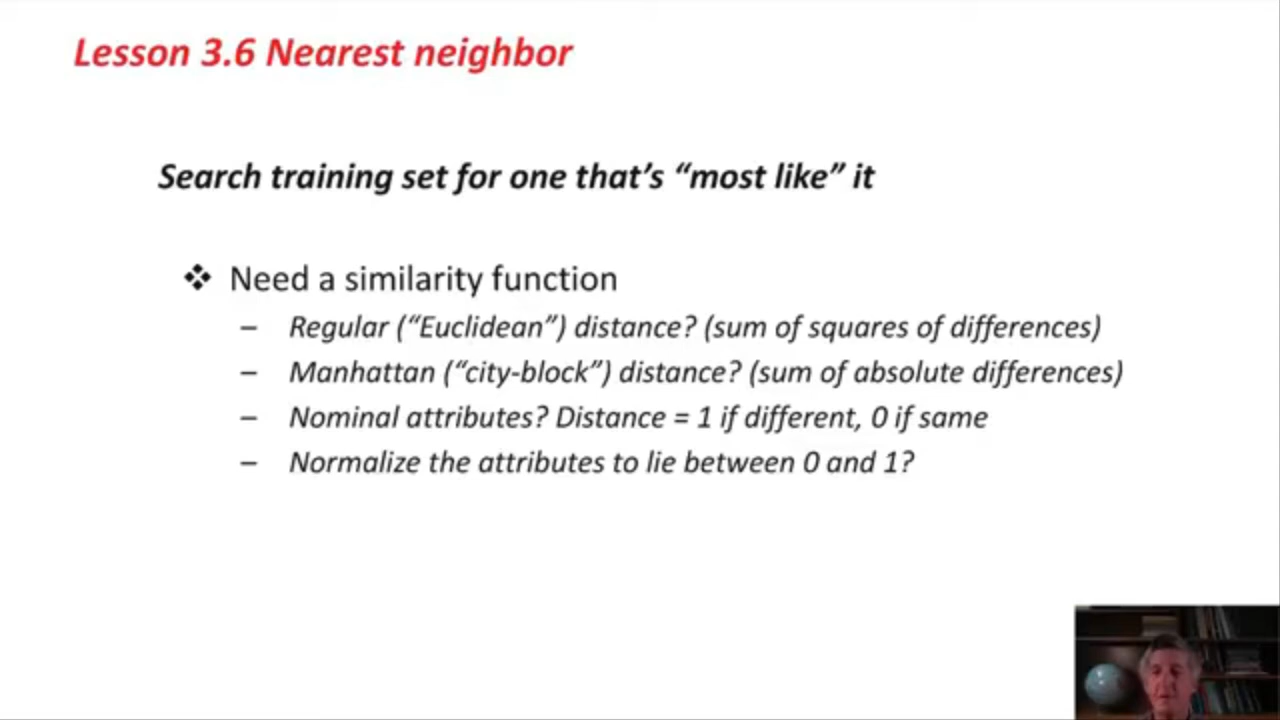 Lesson 3.6 Nearest neighbor
Search training set for one that’s “most like” it
❖ Need a similarity function
– Regular (“Euclidean”) distance? (sum of squares of differences)
– Manhattan (“city-block”) distance? (sum of absolute differences)
– Nominal attributes? Distance = 1 if different, 0 if same
– Normalize the attributes to lie between 0 and 1?